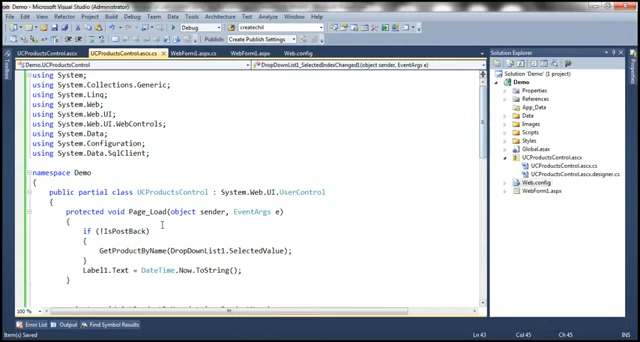 Demo - Microsoft Visual Studio (Administrator)
File Edit View Refactor Project Build Debug Team Data Tools Architecture Test Analyze Window Help
Debug createchil
Publish: Create Publish Settings
UCProductsControl.ascx UCProductsControl.ascx.cs WebForm1.aspx.cs WebForm1.aspx Web.config
Demo.UCProductsControl DropDownList1_SelectedIndexChanged1(object sender, EventArgs e)
using System;
using System.Collections.Generic;
using System.Linq;
using System.Web;
using System.Web.UI;
using System.Web.UI.WebControls;
using System.Data;
using System.Configuration;
using System.Data.SqlClient;
namespace Demo
{
public partial class UCProductsControl : System.Web.UI.UserControl
{
protected void Page_Load(object sender, EventArgs e)
{
if (!IsPostBack)
{
GetProductByName(DropDownList1.SelectedValue);
}
Label1.Text = DateTime.Now.ToString();
}
100 %
Error List Output Find Symbol Results
Item(s) Saved Ln 43 Col 45 Ch 45 INS
Toolbox
Solution Explorer
Solution 'Demo' (1 project)
Demo
Properties
References
App_Data
Data
Images
Scripts
Styles
Global.asax
UCProductsControl.ascx
UCProductsControl.ascx.cs
UCProductsControl.ascx.designer.cs
Web.config
WebForm1.aspx
Properties